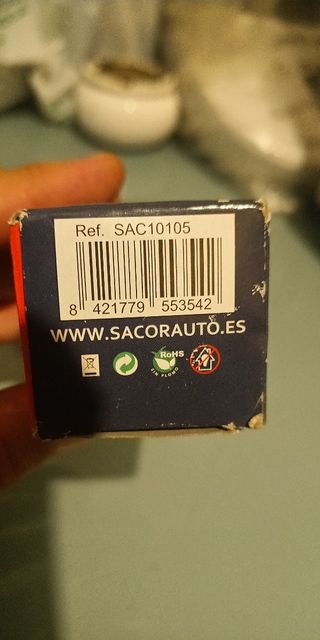 Ref. SAC10105
8 421779 553542
WWW.SACORAUTO.ES
RoHS
SIN PLOMO